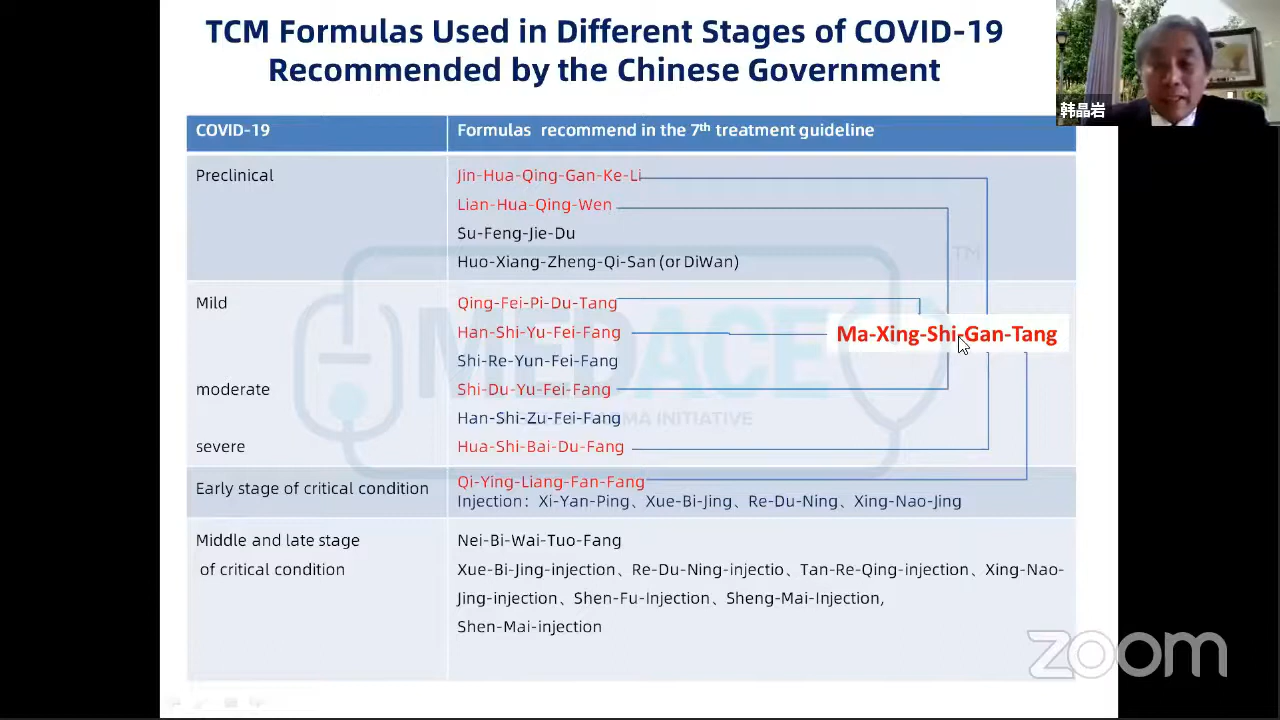 TCM Formulas Used in Different Stages of COVID-19
Recommended by the Chinese Government
韩晶岩
COVID-19
Formulas recommend in the 7th treatment guideline
Preclinical
Jin-Hua-Qing-Gan-Ke-Li
Lian-Hua-Qing-Wen
Su-Feng-Jie-Du
Huo-Xiang-Zheng-Qi-San (or DiWan)
Mild
Qing-Fei-Pi-Du-Tang
Han-Shi-Yu-Fei-Fang
Ma-Xing-Shi-Gan-Tang
Shi-Re-Yun-Fei-Fang
moderate
Shi-Du-Yu-Fei-Fang
Han-Shi-Zu-Fei-Fang
severe
Hua-Shi-Bai-Du-Fang
Early stage of critical condition
Qi-Ying-Liang-Fan-Fang
Injection：Xi-Yan-Ping、Xue-Bi-Jing、Re-Du-Ning、Xing-Nao-Jing
Middle and late stage
of critical condition
Nei-Bi-Wai-Tuo-Fang
Xue-Bi-Jing-injection、Re-Du-Ning-injectio、Tan-Re-Qing-injection、Xing-Nao-
Jing-injection、Shen-Fu-Injection、Sheng-Mai-Injection,
Shen-Mai-injection
MEDACE
TM
INITIATIVE
zoom